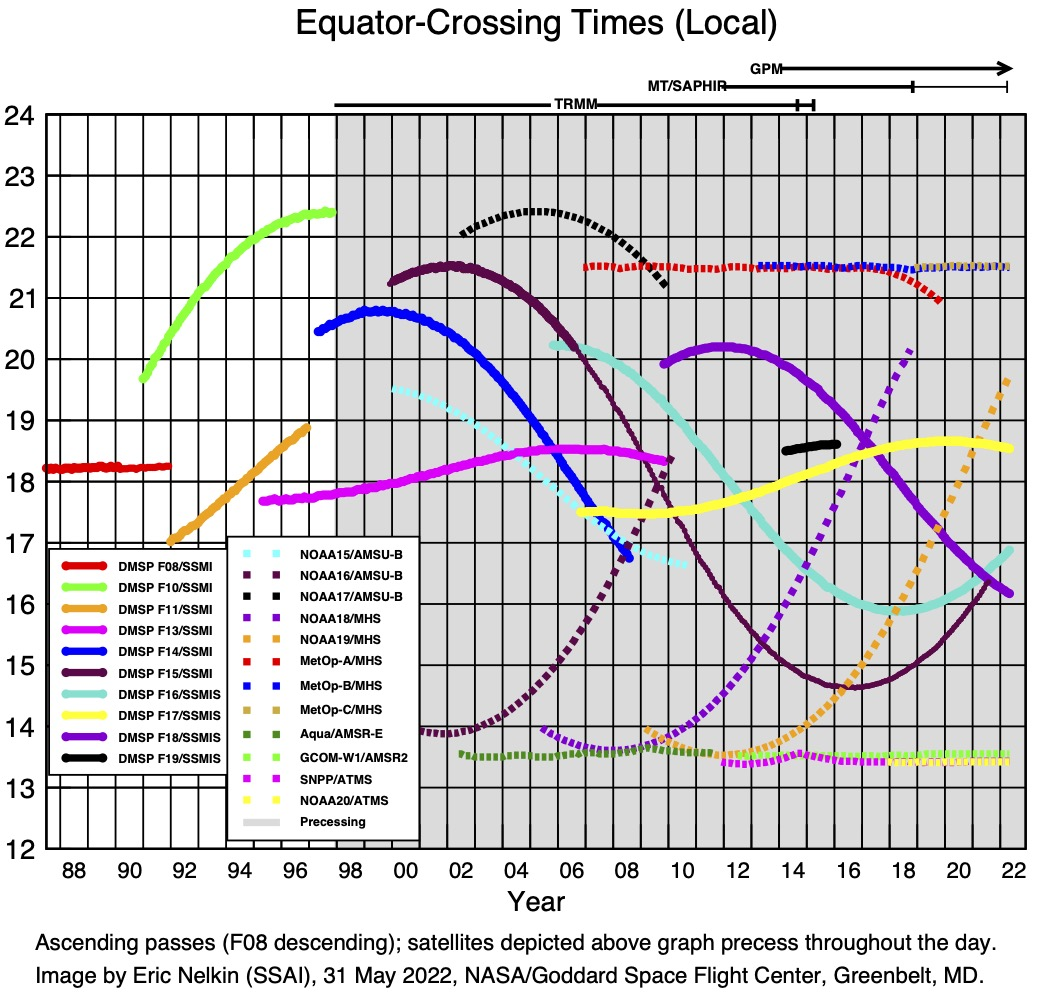 Equator-Crossing Times (Local)
GPM
MT/SAPHIR
TRMM
24
23
22
21
20
19
18
17
16
15
14
13
12
DMSP F08/SSMI
DMSP F10/SSMI
DMSP F11/SSMI
DMSP F13/SSMI
DMSP F14/SSMI
DMSP F15/SSMI
DMSP F16/SSMIS
DMSP F17/SSMIS
DMSP F18/SSMIS
DMSP F19/SSMIS
NOAA15/AMSU-B
NOAA16/AMSU-B
NOAA17/AMSU-B
NOAA18/MHS
NOAA19/MHS
MetOp-A/MHS
MetOp-B/MHS
MetOp-C/MHS
Aqua/AMSR-E
GCOM-W1/AMSR2
SNPP/ATMS
NOAA20/ATMS
Precessing
88 90 92 94 96 98 00 02 04 06 08 10 12 14 16 18 20 22
Year
Ascending passes (F08 descending); satellites depicted above graph precess throughout the day.
Image by Eric Nelkin (SSAI), 31 May 2022, NASA/Goddard Space Flight Center, Greenbelt, MD.